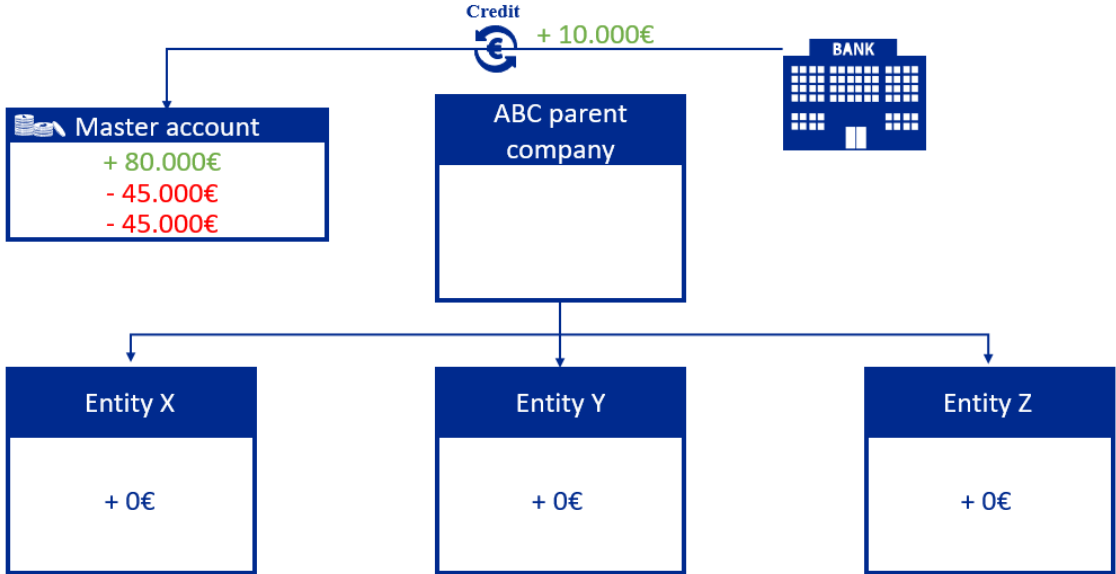 Credit
+ 10.000€
BANK
Master account
+ 80.000€
- 45.000€
- 45.000€
ABC parent
company
Entity X
+ 0€
Entity Y
+ 0€
Entity Z
+ 0€